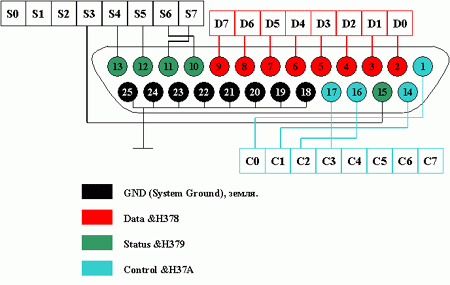 S0 S1 S2 S3 S4 S5 S6 S7
D7 D6 D5 D4 D3 D2 D1 D0
13 12 11 10 9 8 7 6 5 4 3 2 1
25 24 23 22 21 20 19 18 17 16 15 14
C0 C1 C2 C3 C4 C5 C6 C7
GND (System Ground), земля.
Data &H378
Status &H379
Control &H37A